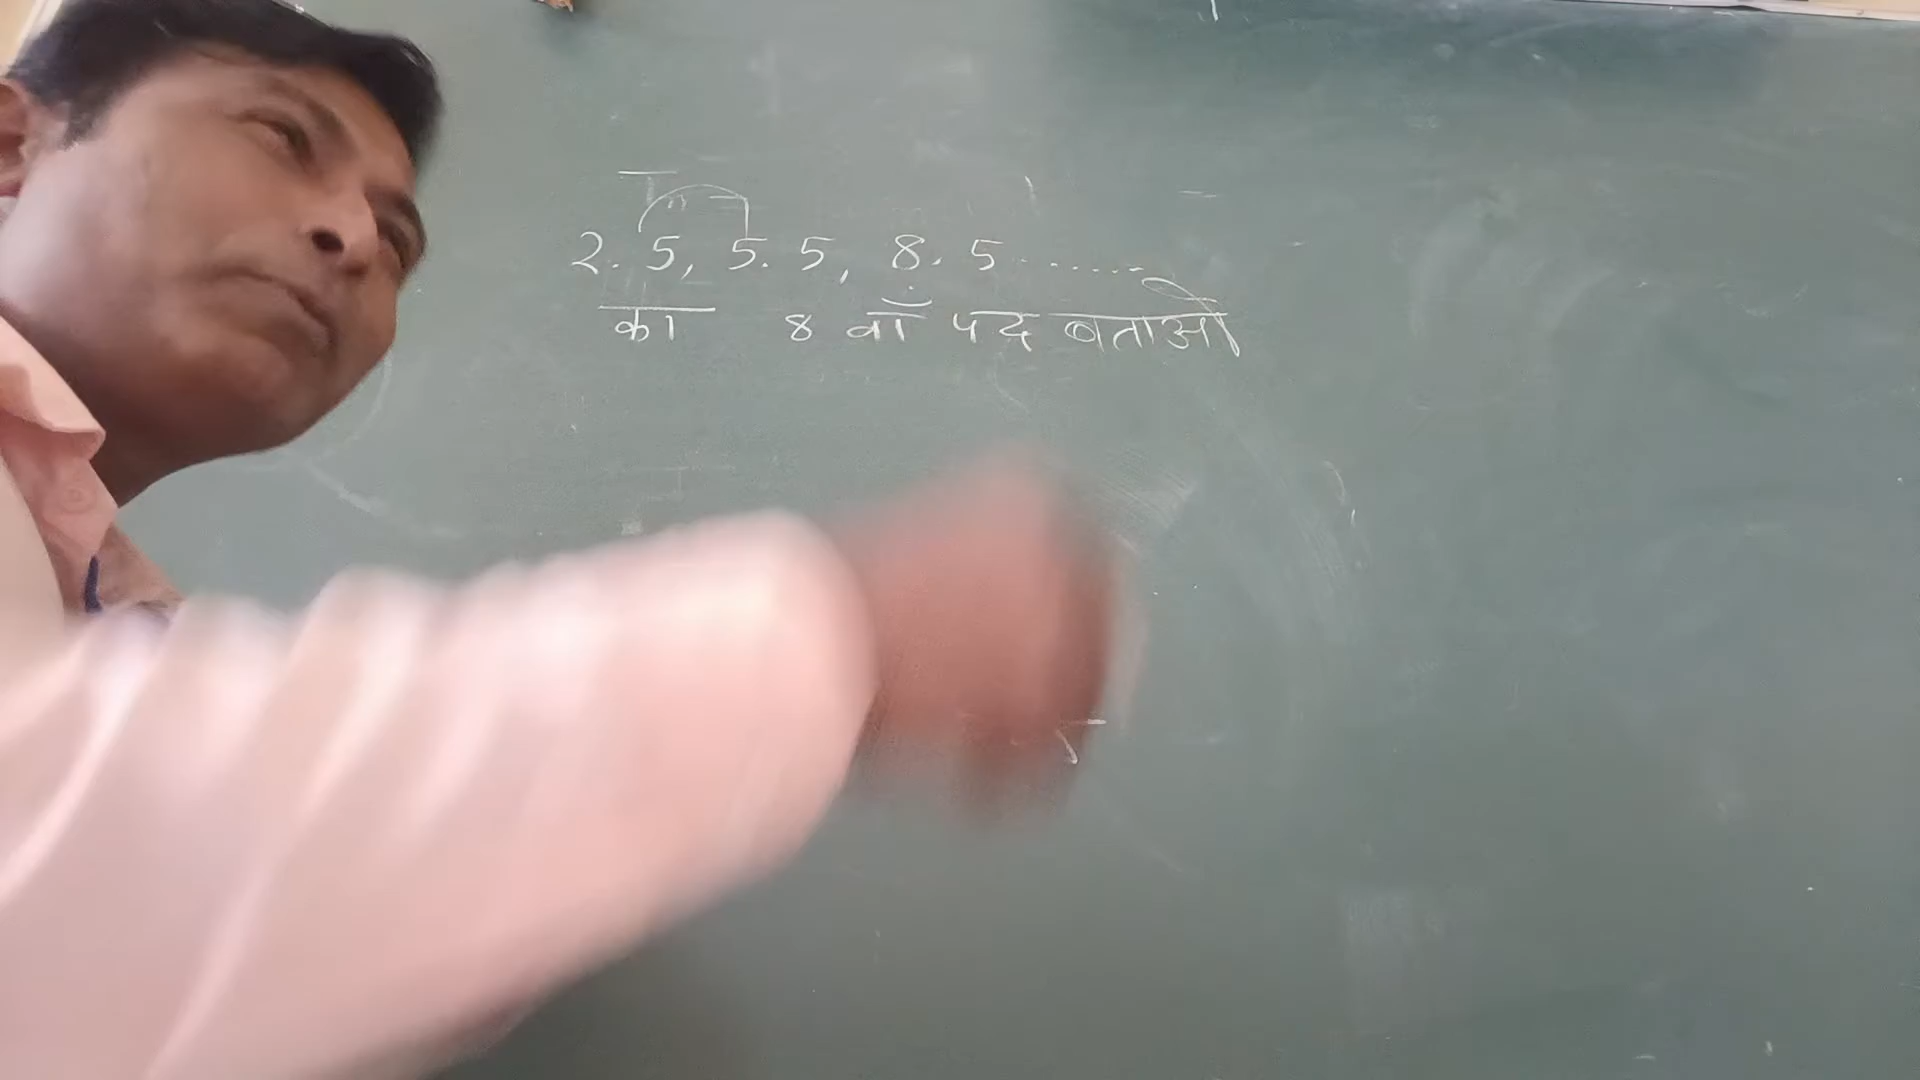 2.5, 5.5, 8.5......
का 8 वाँ पद बताओ